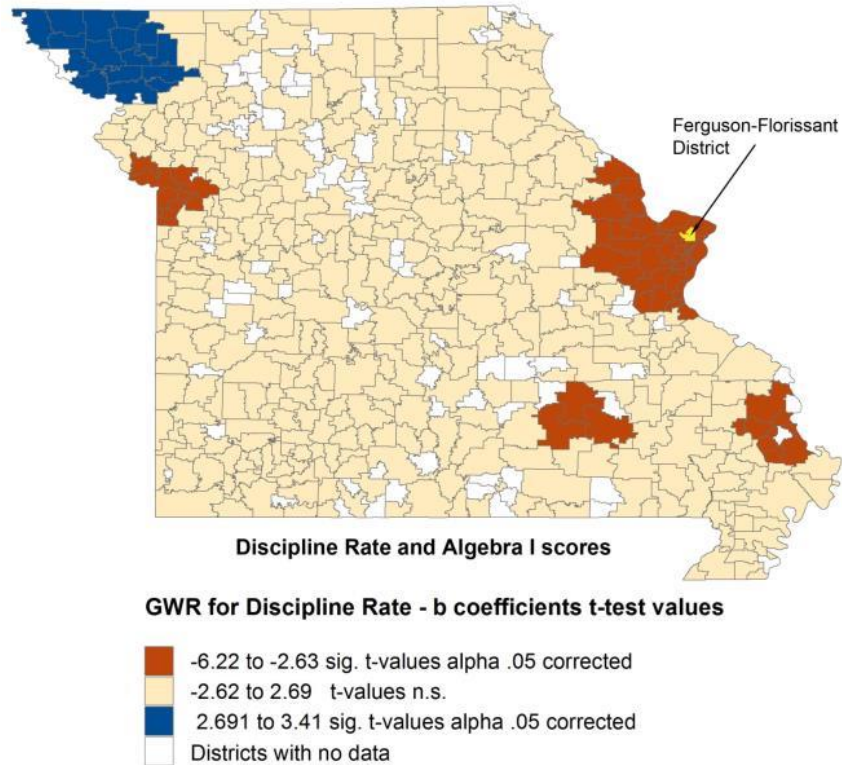 Ferguson-Florissant
District
Discipline Rate and Algebra I scores
GWR for Discipline Rate - b coefficients t-test values
-6.22 to -2.63 sig. t-values alpha .05 corrected
-2.62 to 2.69 t-values n.s.
2.691 to 3.41 sig. t-values alpha .05 corrected
Districts with no data